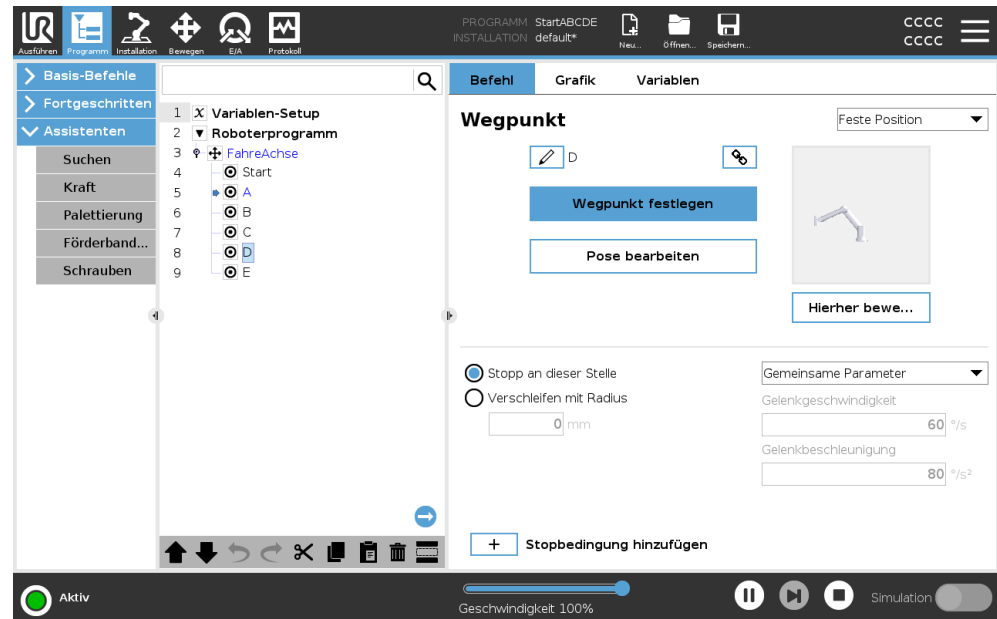 PROGRAMM StartABCDE
INSTALLATION default*
CCCC
CCCC
Ausführen Programm Installation Bewegen E/A Protokoll Neu... Öffnen... Speichern...
Basis-Befehle
Fortgeschritten
Assistenten
Suchen
Kraft
Palettierung
Förderband...
Schrauben
1 X Variablen-Setup
2 Roboterprogramm
3 FahreAchse
4 Start
5 A
6 B
7 C
8 D
9 E
Befehl Grafik Variablen
Wegpunkt Feste Position
D
Wegpunkt festlegen
Pose bearbeiten
Hierher bewe...
Stopp an dieser Stelle
Verschleifen mit Radius
0 mm
Gemeinsame Parameter
Gelenkgeschwindigkeit
60 °/s
Gelenkbeschleunigung
80 °/s²
+ Stopbedingung hinzufügen
Aktiv
Geschwindigkeit 100%
Simulation